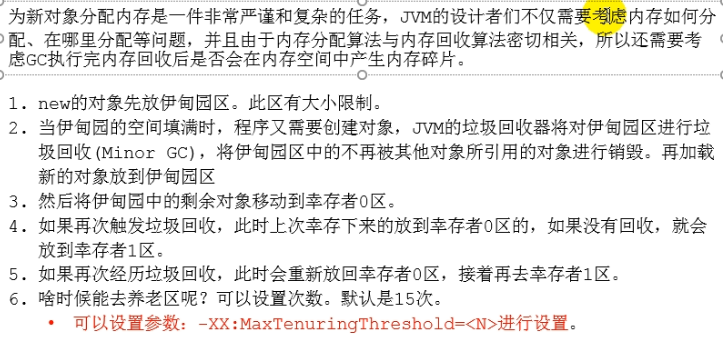 为新对象分配内存是一件非常严谨和复杂的任务，JVM的设计者们不仅需要考虑内存如何分
配、在哪里分配等问题，并且由于内存分配算法与内存回收算法密切相关，所以还需要考
虑GC执行完内存回收后是否会在内存空间中产生内存碎片。
1. new的对象先放伊甸园区。此区有大小限制。
2. 当伊甸园的空间填满时，程序又需要创建对象，JVM的垃圾回收器将对伊甸园区进行垃
圾回收(Minor GC)，将伊甸园区中的不再被其他对象所引用的对象进行销毁。再加载
新的对象放到伊甸园区
3. 然后将伊甸园中的剩余对象移动到幸存者0区。
4. 如果再次触发垃圾回收，此时上次幸存下来的放到幸存者0区的，如果没有回收，就会
放到幸存者1区。
5. 如果再次经历垃圾回收，此时会重新放回幸存者0区，接着再去幸存者1区。
6. 啥时候能去养老区呢？可以设置次数。默认是15次。
• 可以设置参数：-XX:MaxTenuringThreshold=<N>进行设置。